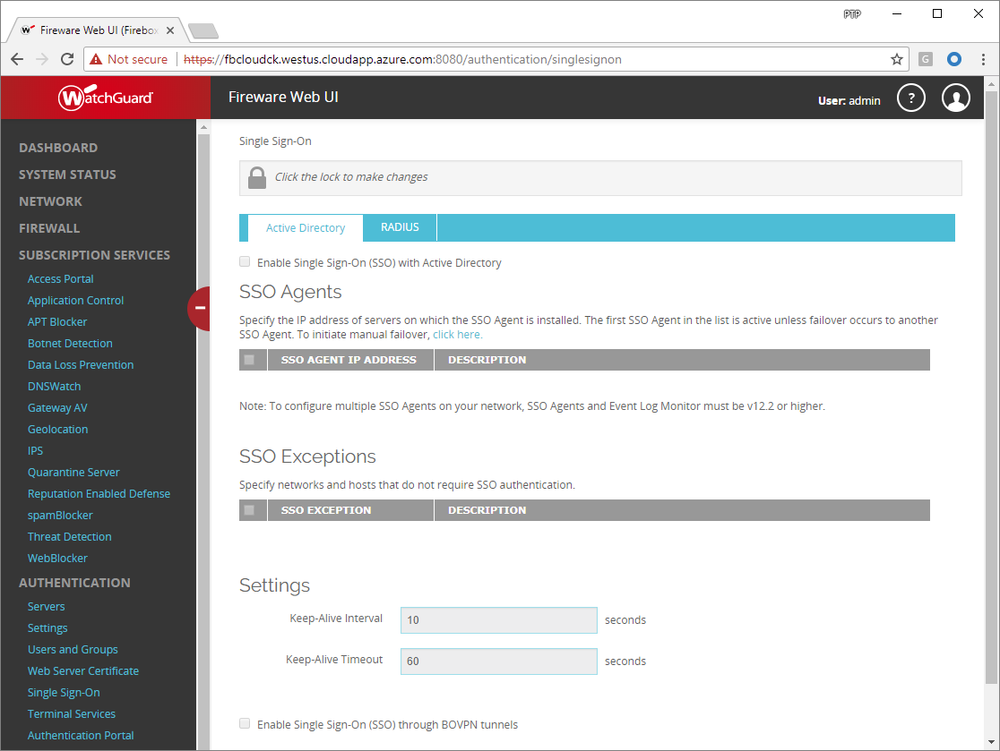 PTP
Fireware Web UI (Firebox
Not secure https://fbcloudck.westus.cloudapp.azure.com:8080/authentication/singlesignon
G
WatchGuard
Fireware Web UI
User: admin
?
DASHBOARD
SYSTEM STATUS
NETWORK
FIREWALL
SUBSCRIPTION SERVICES
Access Portal
Application Control
APT Blocker
Botnet Detection
Data Loss Prevention
DNSWatch
Gateway AV
Geolocation
IPS
Quarantine Server
Reputation Enabled Defense
spamBlocker
Threat Detection
WebBlocker
AUTHENTICATION
Servers
Settings
Users and Groups
Web Server Certificate
Single Sign-On
Terminal Services
Authentication Portal
Single Sign-On
Click the lock to make changes
Active Directory
RADIUS
Enable Single Sign-On (SSO) with Active Directory
SSO Agents
Specify the IP address of servers on which the SSO Agent is installed. The first SSO Agent in the list is active unless failover occurs to another
SSO Agent. To initiate manual failover, click here.
SSO AGENT IP ADDRESS DESCRIPTION
Note: To configure multiple SSO Agents on your network, SSO Agents and Event Log Monitor must be v12.2 or higher.
SSO Exceptions
Specify networks and hosts that do not require SSO authentication.
SSO EXCEPTION DESCRIPTION
Settings
Keep-Alive Interval 10 seconds
Keep-Alive Timeout 60 seconds
Enable Single Sign-On (SSO) through BOVPN tunnels